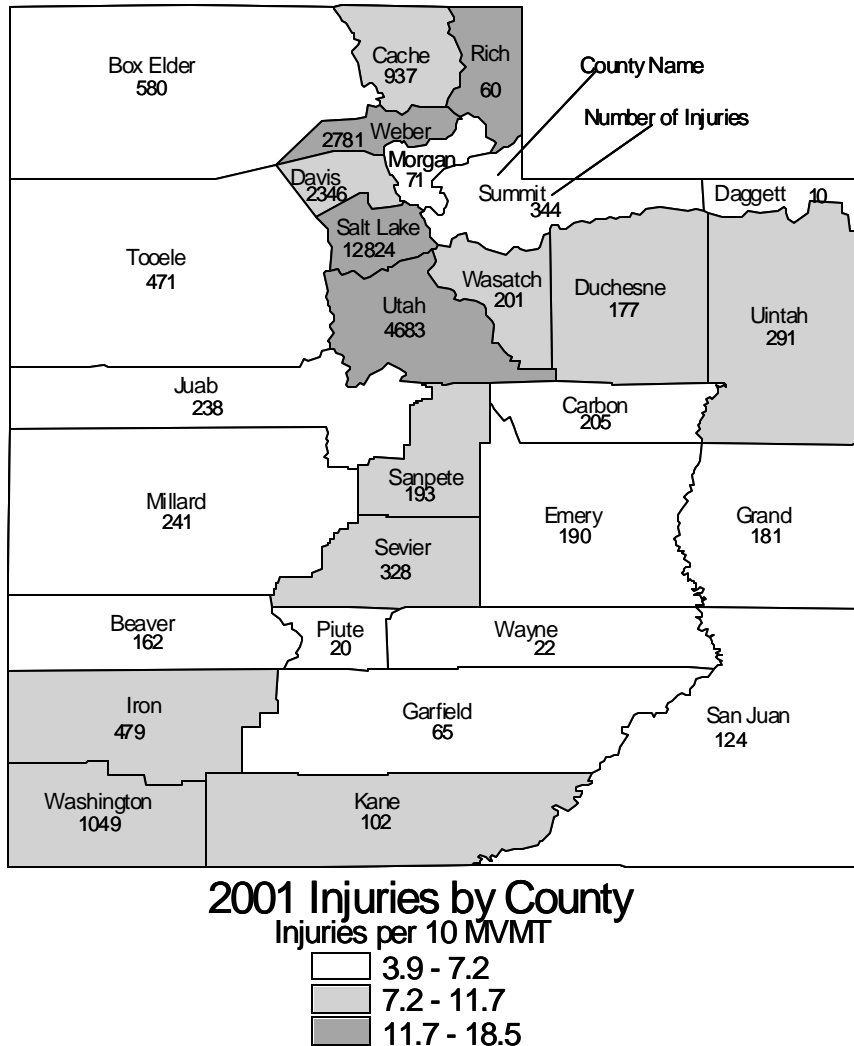 Box Elder
580
Cache
937
Rich
60
County Name
Number of Injuries
Weber
2781
Morgan
71
Davis
2346
Summit
344
Daggett 10
Salt Lake
12824
Tooele
471
Wasatch
201
Duchesne
177
Uintah
291
Utah
4683
Juab
238
Carbon
205
Sanpete
193
Millard
241
Emery
190
Grand
181
Sevier
328
Beaver
162
Piute
20
Wayne
22
Iron
479
Garfield
65
San Juan
124
Washington
1049
Kane
102
2001 Injuries by County
Injuries per 10 MVMT
3.9 - 7.2
7.2 - 11.7
11.7 - 18.5